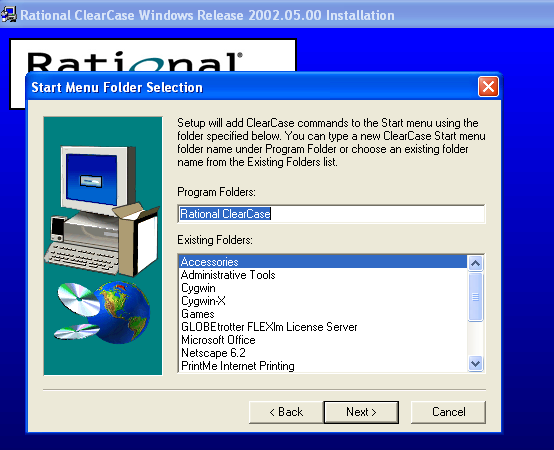 Rational ClearCase Windows Release 2002.05.00 Installation
Rational®
Start Menu Folder Selection
Setup will add ClearCase commands to the Start menu using the
folder specified below. You can type a new ClearCase Start menu
folder name under Program Folder or choose an existing folder
name from the Existing Folders list.
Program Folders:
Rational ClearCase
Existing Folders:
Accessories
Administrative Tools
Cygwin
Cygwin-X
Games
GLOBEtrotter FLEXlm License Server
Microsoft Office
Netscape 6.2
PrintMe Internet Printing
< Back
Next >
Cancel